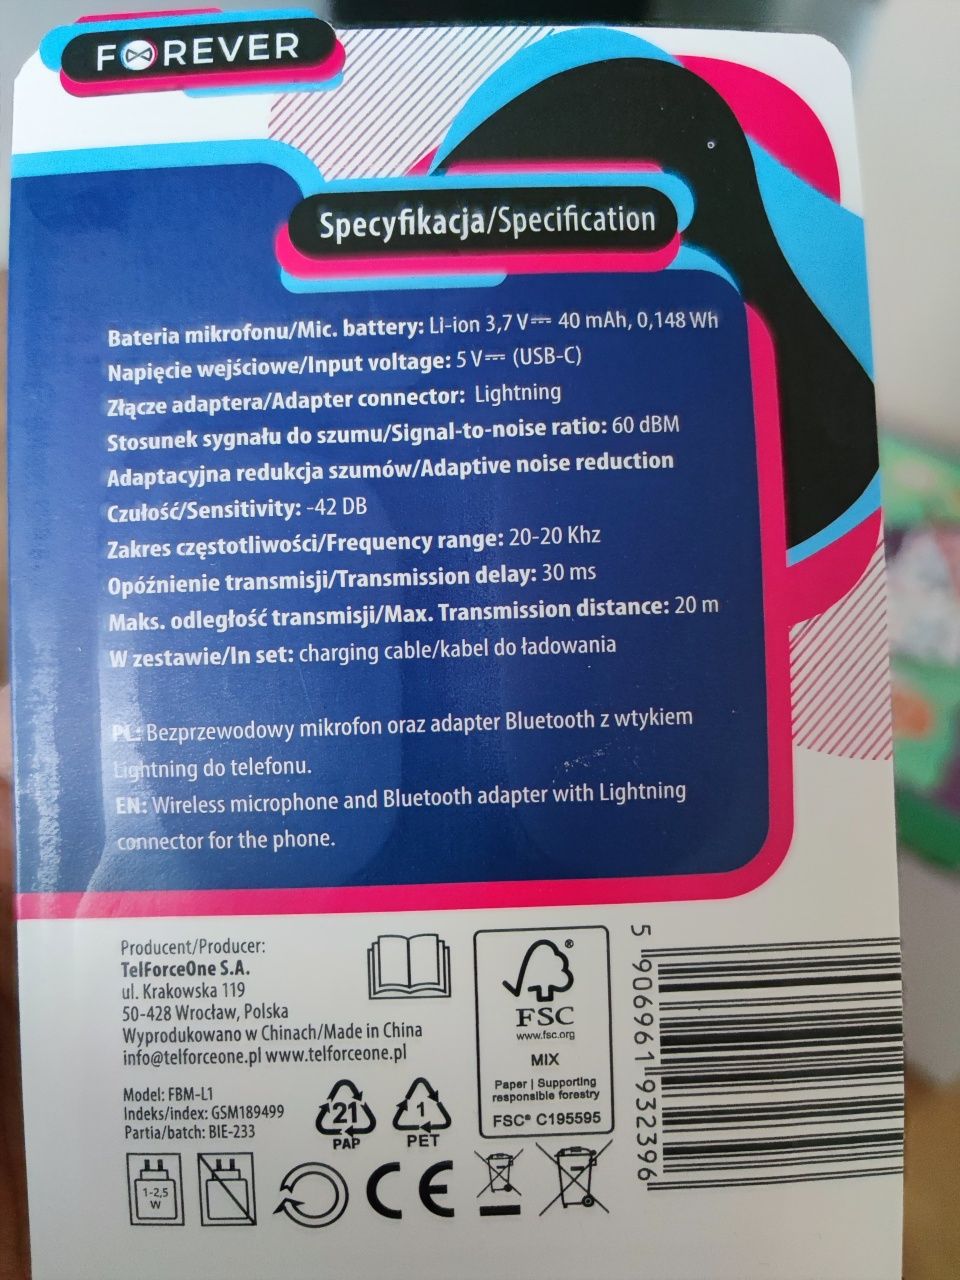 FOREVER
Specyfikacja/Specification
Bateria mikrofonu/Mic. battery: Li-ion 3,7 V⎓ 40 mAh, 0,148 Wh
Napięcie wejściowe/Input voltage: 5 V⎓ (USB-C)
Złącze adaptera/Adapter connector: Lightning
Stosunek sygnału do szumu/Signal-to-noise ratio: 60 dBM
Adaptacyjna redukcja szumów/Adaptive noise reduction
Czułość/Sensitivity: -42 DB
Zakres częstotliwości/Frequency range: 20-20 Khz
Opóźnienie transmisji/Transmission delay: 30 ms
Maks. odległość transmisji/Max. Transmission distance: 20 m
W zestawie/In set: charging cable/kabel do ładowania
PL: Bezprzewodowy mikrofon oraz adapter Bluetooth z wtykiem
Lightning do telefonu.
EN: Wireless microphone and Bluetooth adapter with Lightning
connector for the phone.
Producent/Producer:
TelForceOne S.A.
ul. Krakowska 119
50-428 Wrocław, Polska
Wyprodukowano w Chinach/Made in China
info@telforceone.pl www.telforceone.pl
Model: FBM-L1
Indeks/index: GSM189499
Partia/batch: BIE-233
21
PAP
1
PET
FSC®
www.fsc.org
MIX
Paper | Supporting
responsible forestry
FSC® C195595
5 906961 932396
1-2,5
W
CE